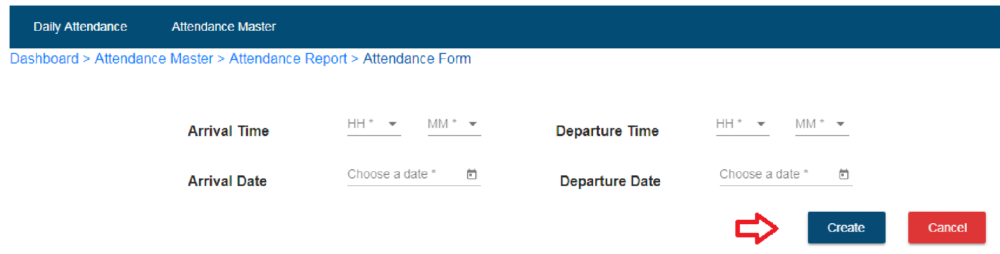 Daily Attendance Attendance Master
Dashboard > Attendance Master > Attendance Report > Attendance Form
Arrival Time HH * MM * Departure Time HH * MM *
Arrival Date Choose a date * Departure Date Choose a date *
Create Cancel